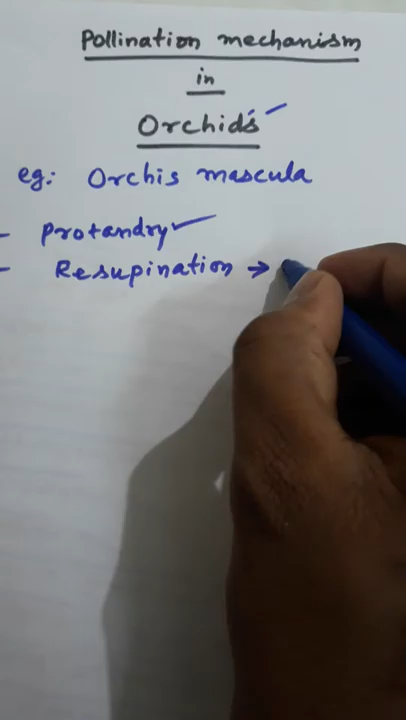 Pollination mechanism
in
Orchids
eg: Orchis mascula
- Protandry
- Resupination →